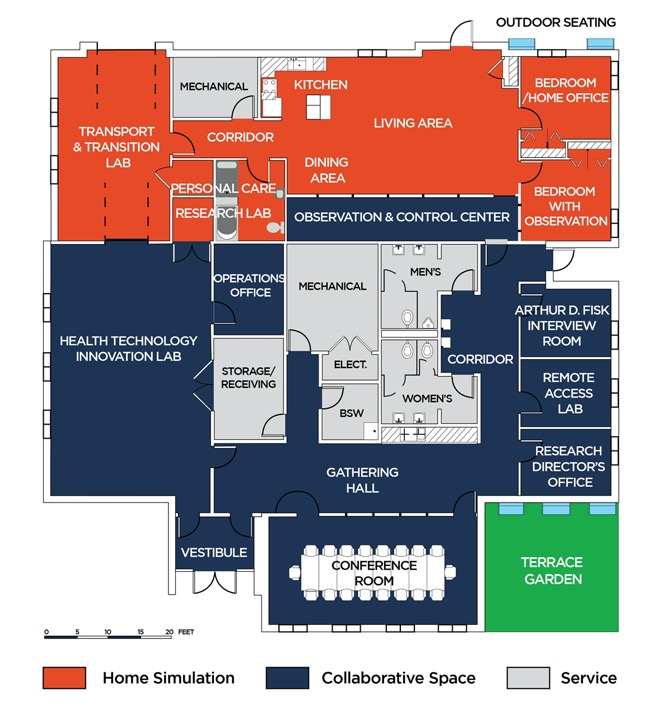 OUTDOOR SEATING
MECHANICAL
KITCHEN
BEDROOM
/HOME OFFICE
TRANSPORT
& TRANSITION
LAB
CORRIDOR
LIVING AREA
DINING
AREA
PERSONAL CARE
RESEARCH LAB
BEDROOM
WITH
OBSERVATION
OBSERVATION & CONTROL CENTER
OPERATIONS
OFFICE
MECHANICAL
MEN'S
HEALTH TECHNOLOGY
INNOVATION LAB
ARTHUR D. FISK
INTERVIEW
ROOM
STORAGE/
RECEIVING
ELECT.
CORRIDOR
REMOTE
ACCESS
LAB
BSW
WOMEN'S
GATHERING
HALL
RESEARCH
DIRECTOR'S
OFFICE
VESTIBULE
CONFERENCE
ROOM
TERRACE
GARDEN
0 5 10 15 20 FEET
Home Simulation
Collaborative Space
Service